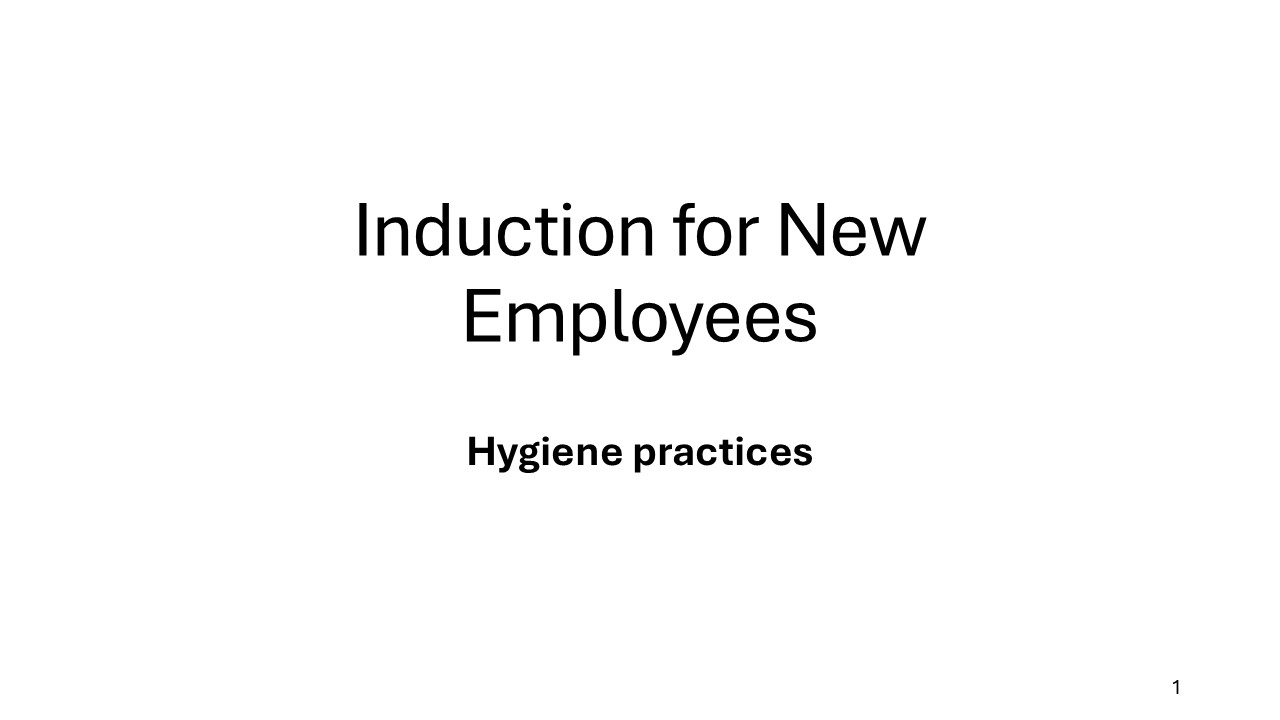 Induction for New
Employees
Hygiene practices
1